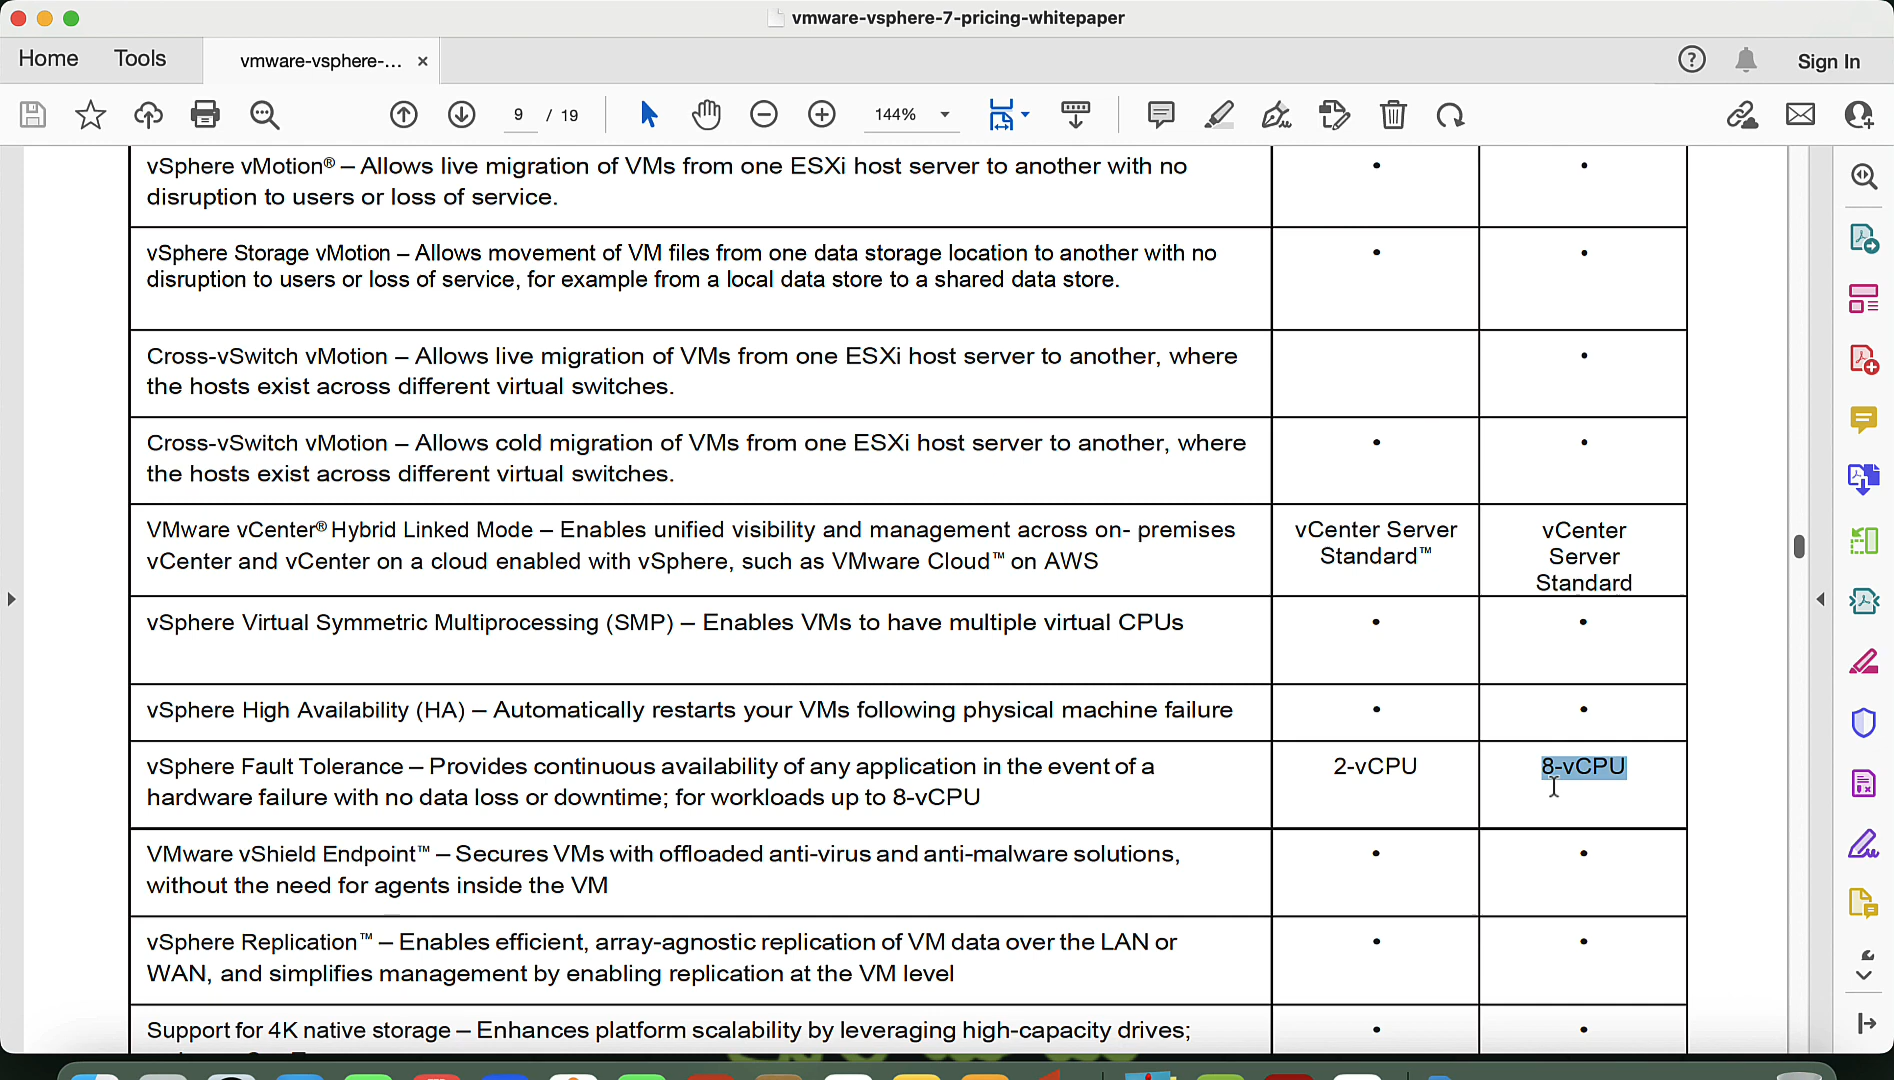 vmware-vsphere-7-pricing-whitepaper
Home Tools vmware-vsphere-... × Sign In
9 / 19 144%
vSphere vMotion® – Allows live migration of VMs from one ESXi host server to another with no • •
disruption to users or loss of service.
vSphere Storage vMotion – Allows movement of VM files from one data storage location to another with no • •
disruption to users or loss of service, for example from a local data store to a shared data store.
Cross-vSwitch vMotion – Allows live migration of VMs from one ESXi host server to another, where •
the hosts exist across different virtual switches.
Cross-vSwitch vMotion – Allows cold migration of VMs from one ESXi host server to another, where • •
the hosts exist across different virtual switches.
VMware vCenter® Hybrid Linked Mode – Enables unified visibility and management across on- premises
vCenter and vCenter on a cloud enabled with vSphere, such as VMware Cloud™ on AWS
vCenter Server
Standard™
vCenter
Server
Standard
vSphere Virtual Symmetric Multiprocessing (SMP) – Enables VMs to have multiple virtual CPUs • •
vSphere High Availability (HA) – Automatically restarts your VMs following physical machine failure • •
vSphere Fault Tolerance – Provides continuous availability of any application in the event of a 2-vCPU 8-vCPU
hardware failure with no data loss or downtime; for workloads up to 8-vCPU
VMware vShield Endpoint™ – Secures VMs with offloaded anti-virus and anti-malware solutions, • •
without the need for agents inside the VM
vSphere Replication™ – Enables efficient, array-agnostic replication of VM data over the LAN or • •
WAN, and simplifies management by enabling replication at the VM level
Support for 4K native storage – Enhances platform scalability by leveraging high-capacity drives; • •